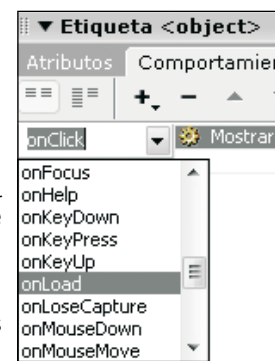 Etiqueta <object>
Atributos Comportamien
onClick Mostrar
onFocus
onHelp
onKeyDown
onKeyPress
onKeyUp
onLoad
onLoseCapture
onMouseDown
onMouseMove